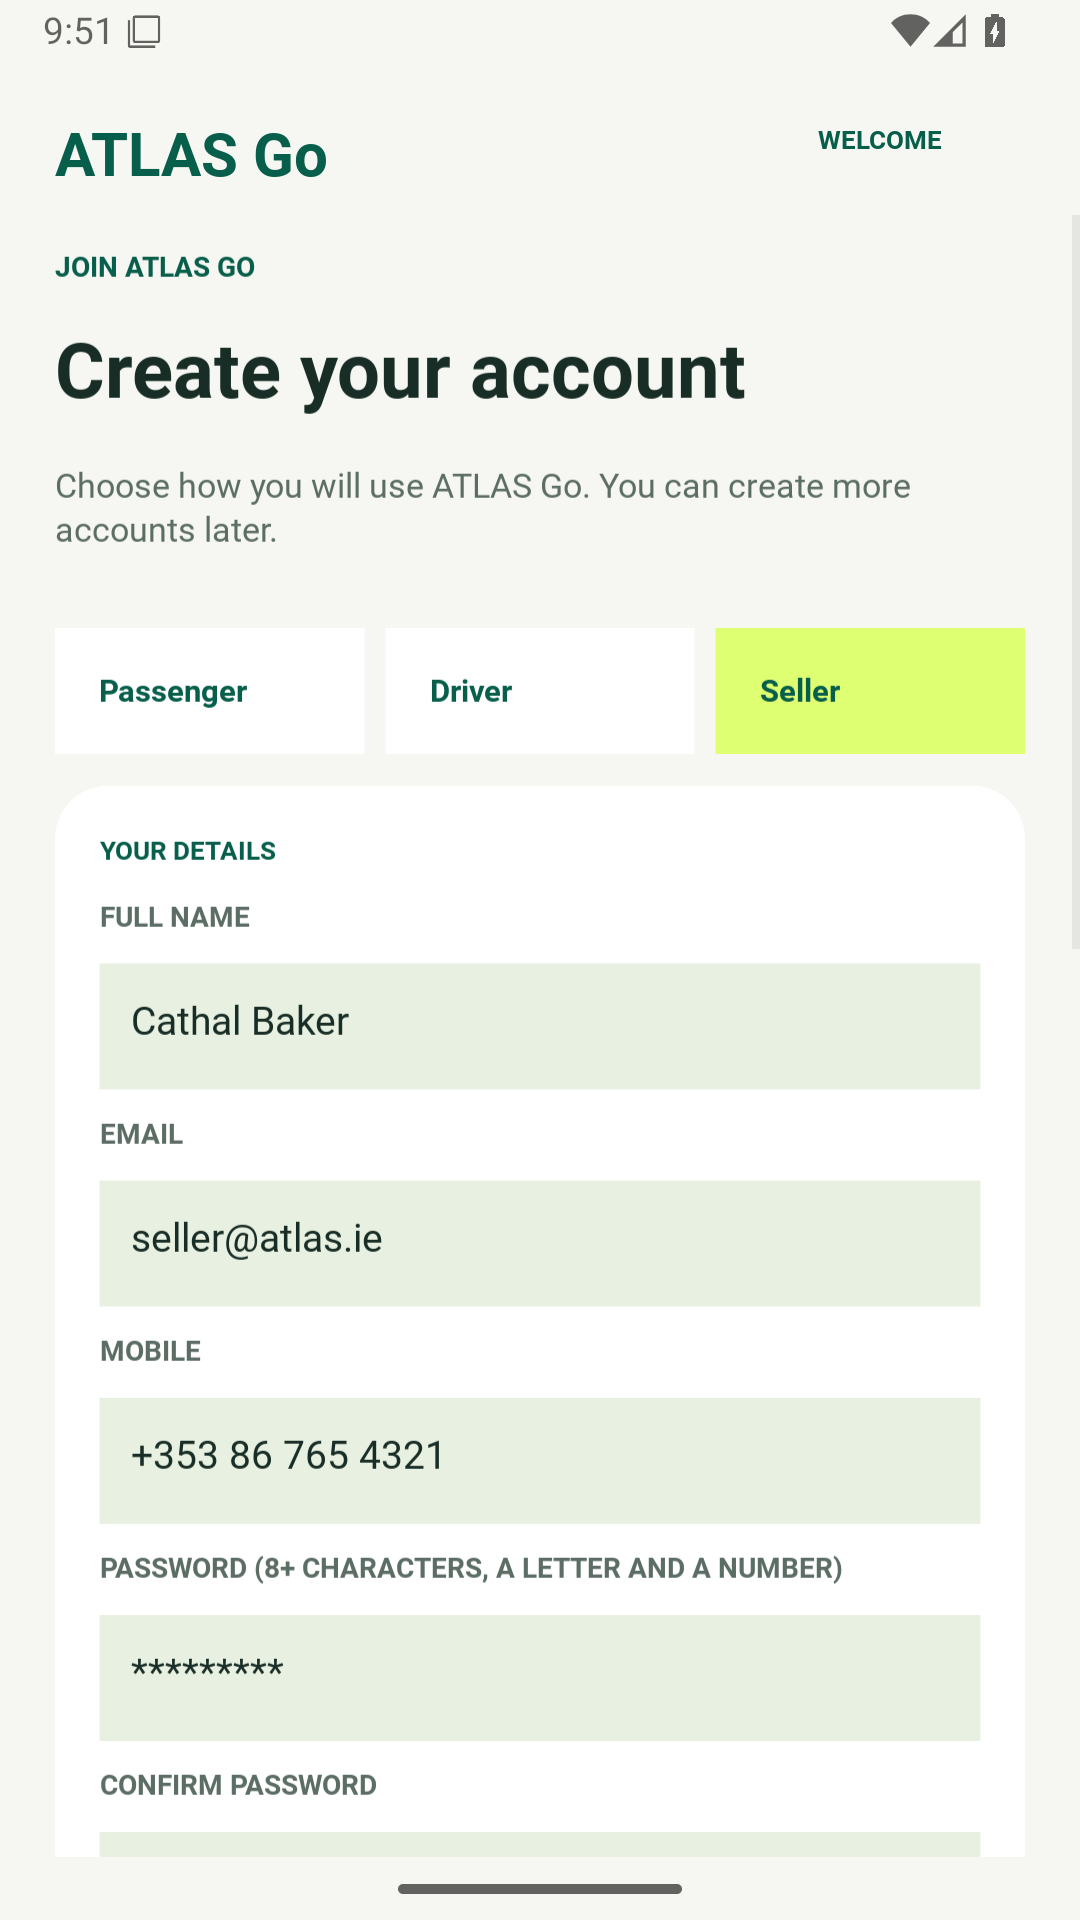 9:51
ATLAS Go
WELCOME
JOIN ATLAS GO
Create your account
Choose how you will use ATLAS Go. You can create more
accounts later.
Passenger
Driver
Seller
YOUR DETAILS
FULL NAME
Cathal Baker
EMAIL
seller@atlas.ie
MOBILE
+353 86 765 4321
PASSWORD (8+ CHARACTERS, A LETTER AND A NUMBER)
*********
CONFIRM PASSWORD